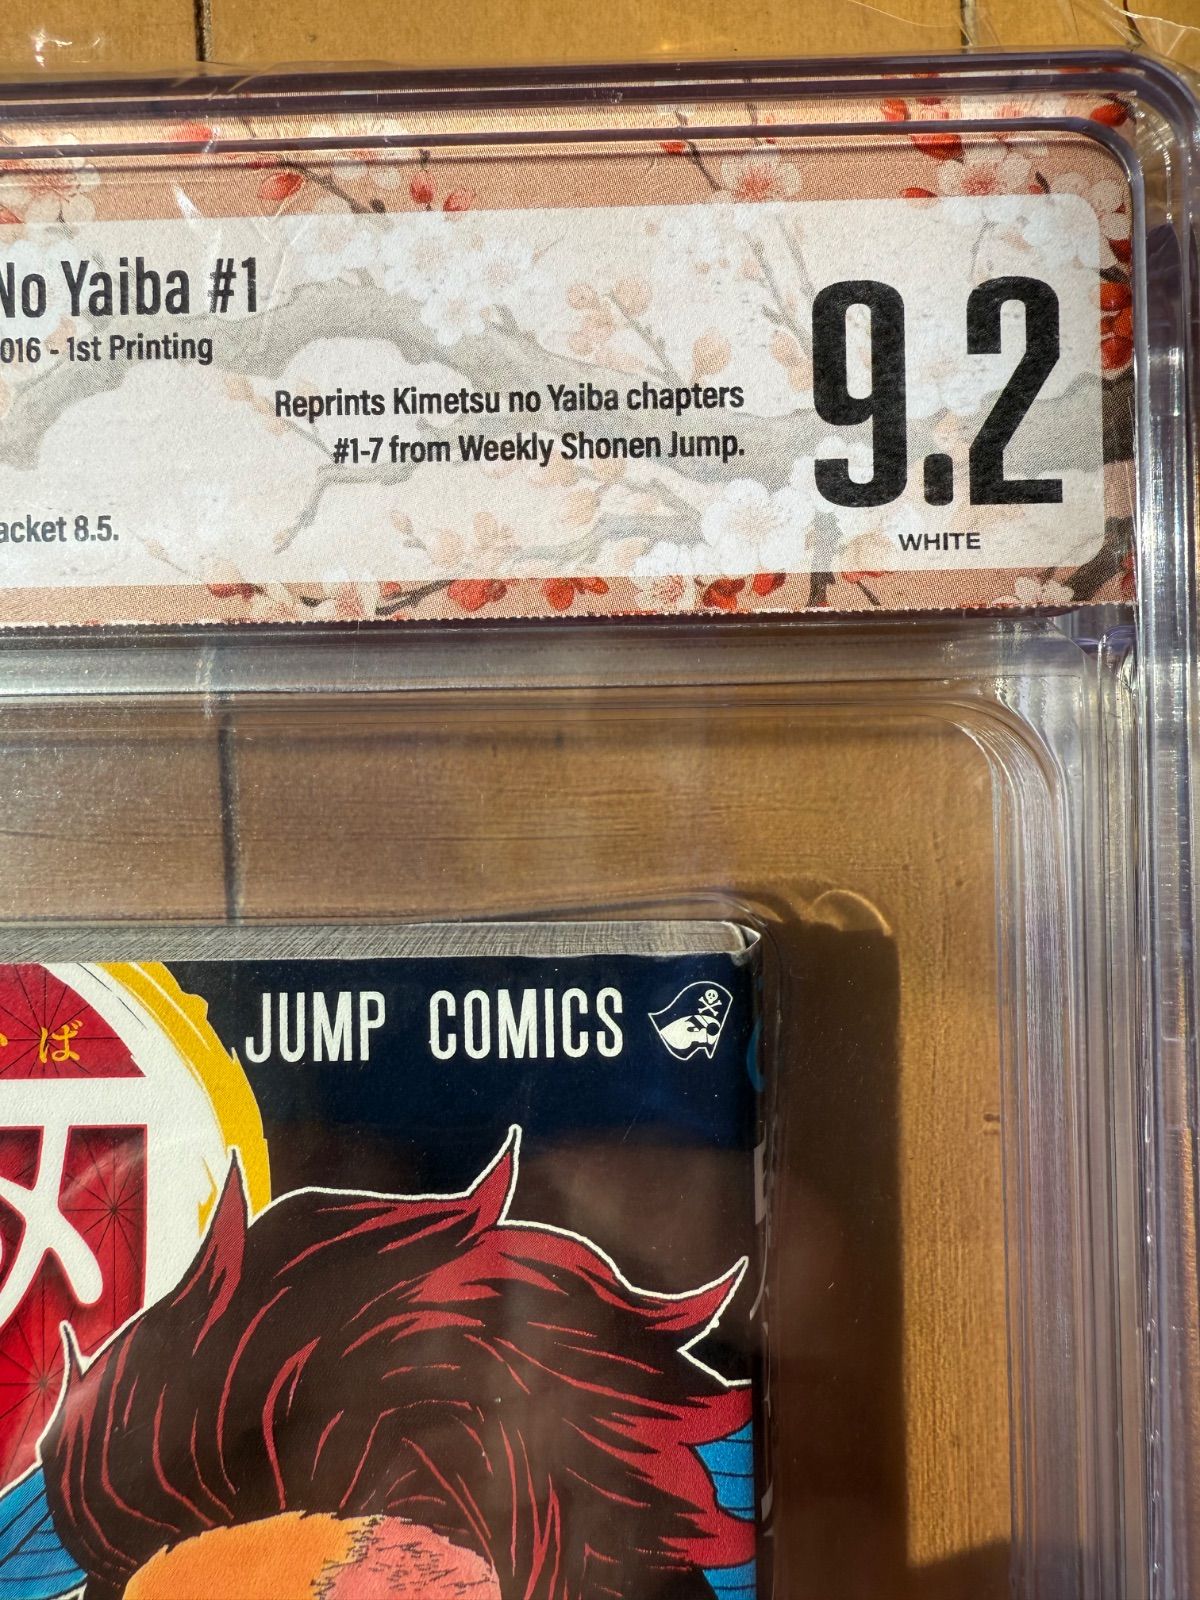 No Yaiba #1
016 - 1st Printing
Reprints Kimetsu no Yaiba chapters
#1-7 from Weekly Shonen Jump.
acket 8.5.
9.2
WHITE
JUMP COMICS
ば